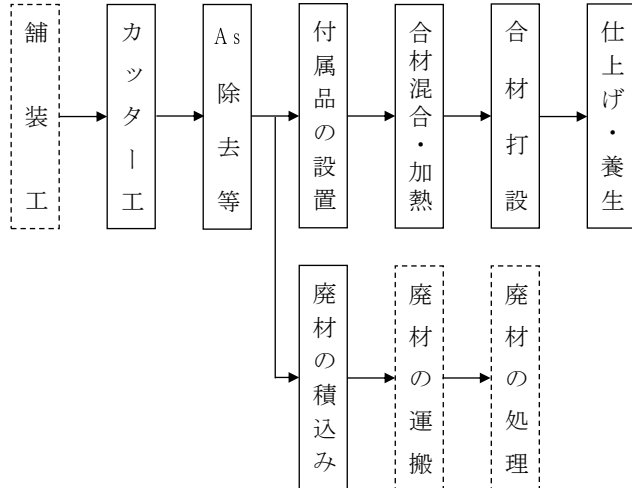 舗装工
カッター工
As除去等
付属品の設置
合材混合・加熱
合材打設
仕上げ・養生
廃材の積込み
廃材の運搬
廃材の処理